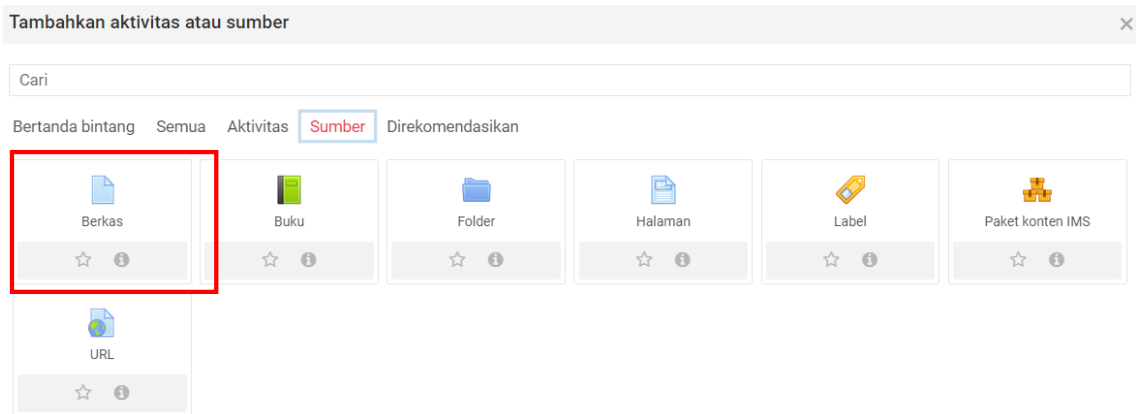 Tambahkan aktivitas atau sumber
Cari
Bertanda bintang Semua Aktivitas Sumber Direkomendasikan
Berkas Buku Folder Halaman Label Paket konten IMS
URL